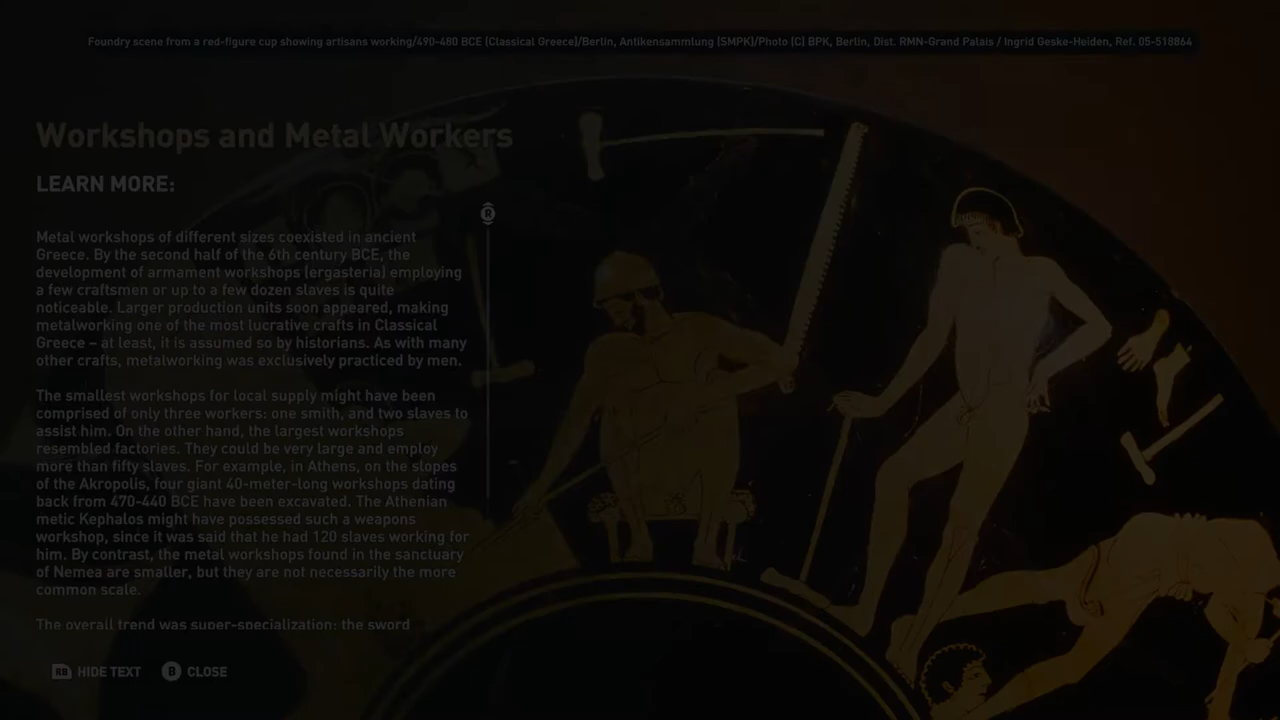 Foundry scene from a red-figure cup showing artisans working/490-480 BCE (Classical Greece)/Berlin, Antikensammlung (SMPK)/Photo (C) BPK, Berlin, Dist. RMN-Grand Palais / Ingrid Geske-Heiden, Ref. 05-518864
Workshops and Metal Workers
LEARN MORE:
R
Metal workshops of different sizes coexisted in ancient
Greece. By the second half of the 6th century BCE, the
development of armament workshops (ergasteria) employing
a few craftsmen or up to a few dozen slaves is quite
noticeable. Larger production units soon appeared, making
metalworking one of the most lucrative crafts in Classical
Greece – at least, it is assumed so by historians. As with many
other crafts, metalworking was exclusively practiced by men.
The smallest workshops for local supply might have been
comprised of only three workers: one smith, and two slaves to
assist him. On the other hand, the largest workshops
resembled factories. They could be very large and employ
more than fifty slaves. For example, in Athens, on the slopes
of the Akropolis, four giant 40-meter-long workshops dating
back from 470-440 BCE have been excavated. The Athenian
metic Kephalos might have possessed such a weapons
workshop, since it was said that he had 120 slaves working for
him. By contrast, the metal workshops found in the sanctuary
of Nemea are smaller, but they are not necessarily the more
common scale.
The overall trend was super-specialization: the sword
RB HIDE TEXT B CLOSE